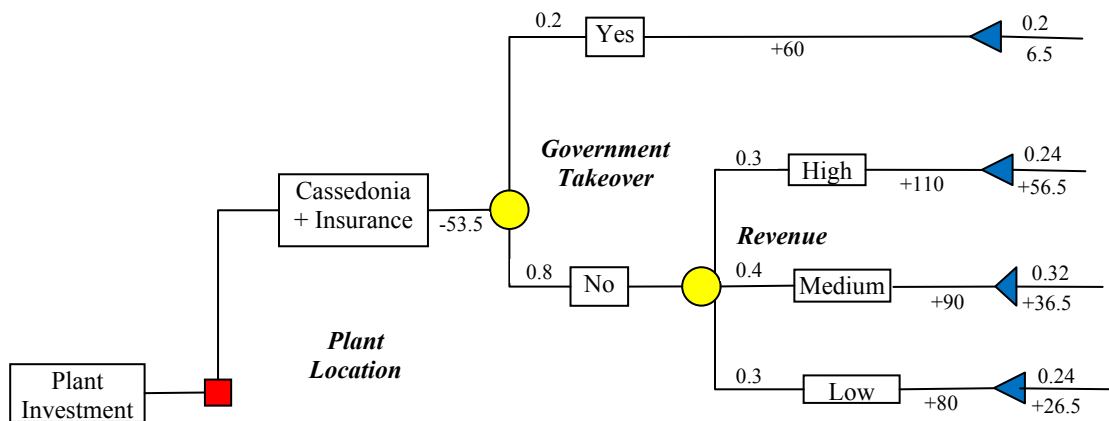 0.2
Yes
+60
0.2
6.5
Government
Takeover
0.3
High
+110
0.24
+56.5
Cassedonia
+ Insurance
-53.5
Revenue
0.8
No
0.4
Medium
+90
0.32
+36.5
Plant
Location
Plant
Investment
0.3
Low
+80
0.24
+26.5